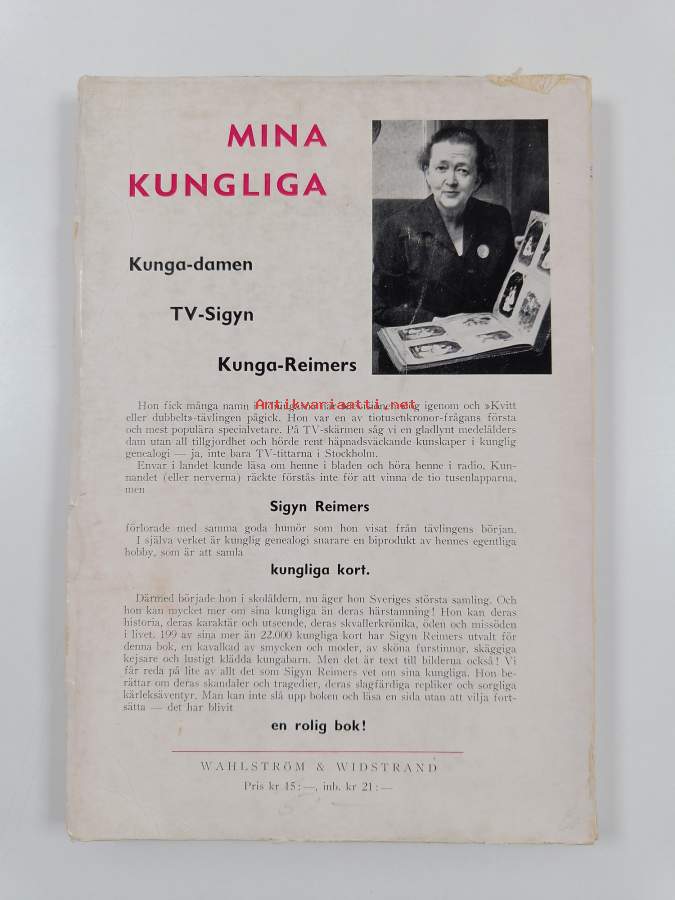 MINA
KUNGLIGA
Kunga-damen
TV-Sigyn
Kunga-Reimers
Antikvariaatti.net
Hon fick många namn i
igenom och »Kvitt
eller dubbelt»-tävlingen pågick. Hon var en av tiotusenkronor-frågans första
och mest populära specialvetare. På TV-skärmen såg vi en gladlynt medelålders
dam utan all tillgjordhet och hörde rent häpnadsväckande kunskaper i kunglig
genealogi — ja, inte bara TV-tittarna i Stockholm.
Envar i landet kunde läsa om henne i bladen och höra henne i radio. Kun-
nandet (eller nerverna) räckte förstås inte för att vinna de tio tusenlapparna,
men
Sigyn Reimers
förlorade med samma goda humör som hon visat från tävlingens början.
I själva verket är kunglig genealogi snarare en biprodukt av hennes egentliga
hobby, som är att samla
kungliga kort.
Därmed började hon i skolåldern, nu äger hon Sveriges största samling. Och
hon kan mycket mer om sina kungliga än deras härstamning! Hon kan deras
historia, deras karaktär och utseende, deras skvallerkrönika, öden och missöden
i livet. 199 av sina mer än 22.000 kungliga kort har Sigyn Reimers utvalt för
denna bok, en kavalkad av smycken och moder, av sköna furstinnor, skäggiga
kejsare och lustigt klädda kungabarn. Men det är text till bilderna också! Vi
får reda på lite av allt det som Sigyn Reimers vet om sina kungliga. Hon be-
rättar om deras skandaler och tragedier, deras slagfärdiga repliker och sorgliga
kärleksäventyr. Man kan inte slå upp boken och läsa en sida utan att vilja fort-
sätta — det har blivit
en rolig bok!
WAHLSTRÖM & WIDSTRAND
Pris kr 15:—, inb. kr 21:—